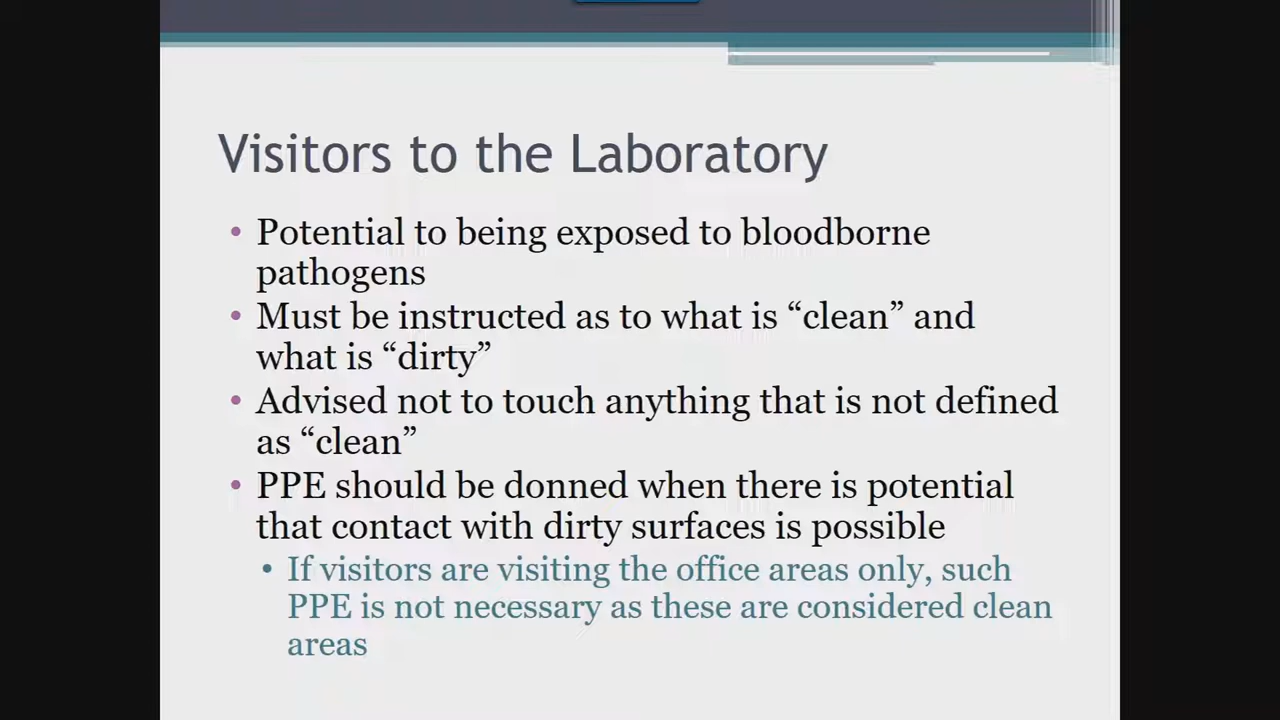 Visitors to the Laboratory
• Potential to being exposed to bloodborne
pathogens
• Must be instructed as to what is “clean” and
what is “dirty”
• Advised not to touch anything that is not defined
as “clean”
• PPE should be donned when there is potential
that contact with dirty surfaces is possible
• If visitors are visiting the office areas only, such
PPE is not necessary as these are considered clean
areas